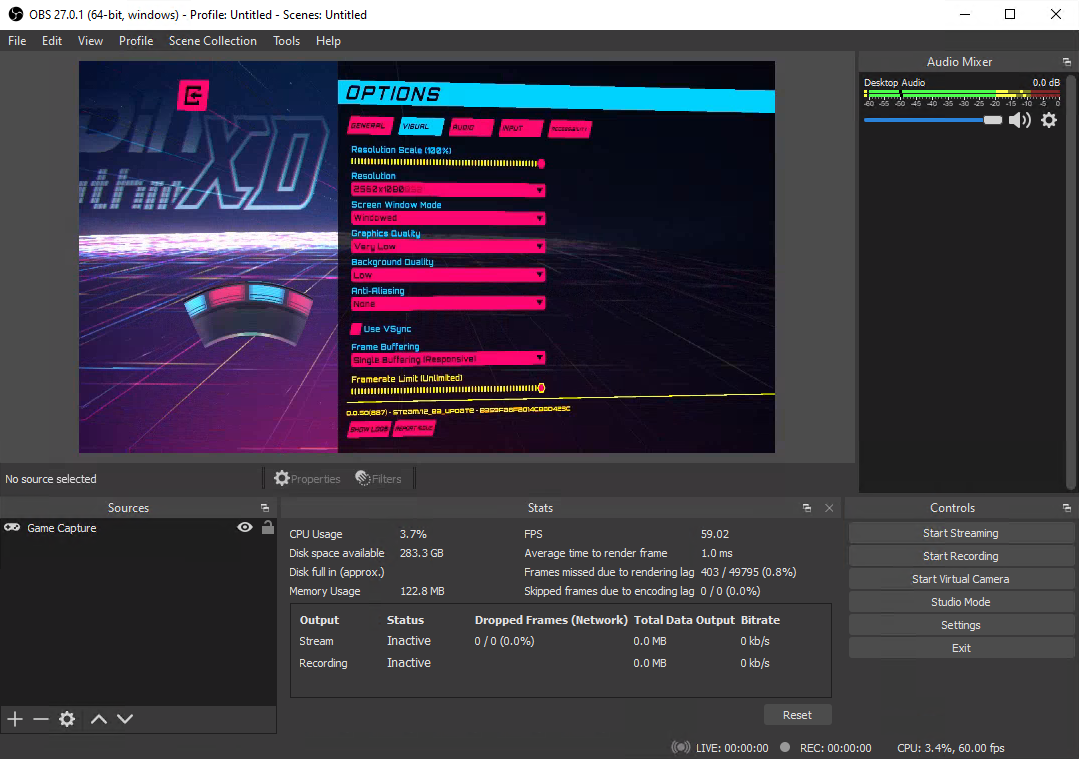 OBS 27.0.1 (64-bit, windows) - Profile: Untitled - Scenes: Untitled
File Edit View Profile Scene Collection Tools Help
XD
OPTIONS
GENERAL VISUAL AUDIO INPUT ACCESSIBILITY
Resolution Scale (100%)
Resolution
2560x1080
Screen Window Mode
Windowed
Graphics Quality
Very Low
Background Quality
Low
Anti-Aliasing
None
Use VSync
Frame Buffering
Single Buffering (Responsive)
Framerate Limit (Unlimited)
SHOW LOGS REPORT ISSUE
Audio Mixer
Desktop Audio 0.0 dB
-60 -55 -50 -45 -40 -35 -30 -25 -20 -15 -10 -5 0
No source selected
Properties Filters
Sources
Game Capture
Stats
CPU Usage 3.7% FPS 59.02
Disk space available 283.3 GB Average time to render frame 1.0 ms
Disk full in (approx.) Frames missed due to rendering lag 403 / 49795 (0.8%)
Memory Usage 122.8 MB Skipped frames due to encoding lag 0 / 0 (0.0%)
Output Status Dropped Frames (Network) Total Data Output Bitrate
Stream Inactive 0 / 0 (0.0%) 0.0 MB 0 kb/s
Recording Inactive 0.0 MB 0 kb/s
Reset
Controls
Start Streaming
Start Recording
Start Virtual Camera
Studio Mode
Settings
Exit
LIVE: 00:00:00 REC: 00:00:00 CPU: 3.4%, 60.00 fps